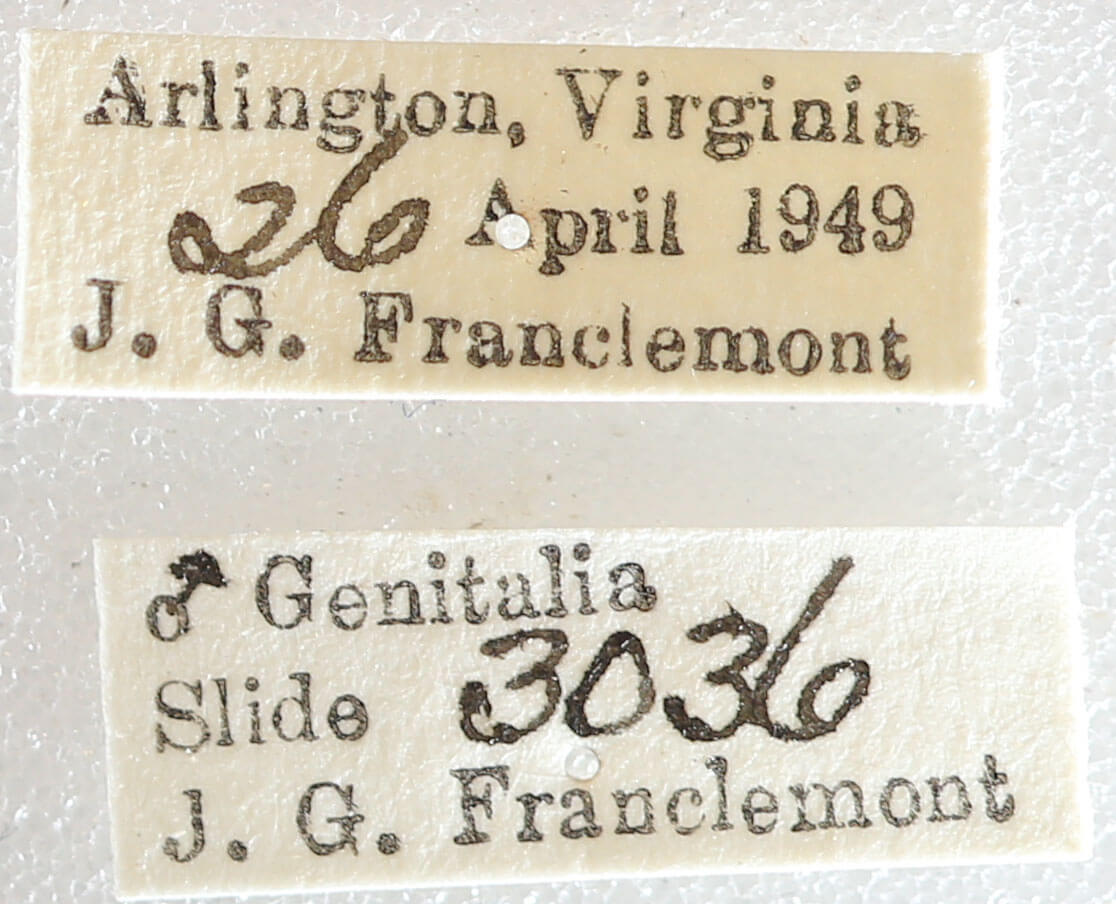 Arlington, Virginia
26 April 1949
J. G. Franclemont
♂ Genitalia
Slide 3036
J. G. Franclemont